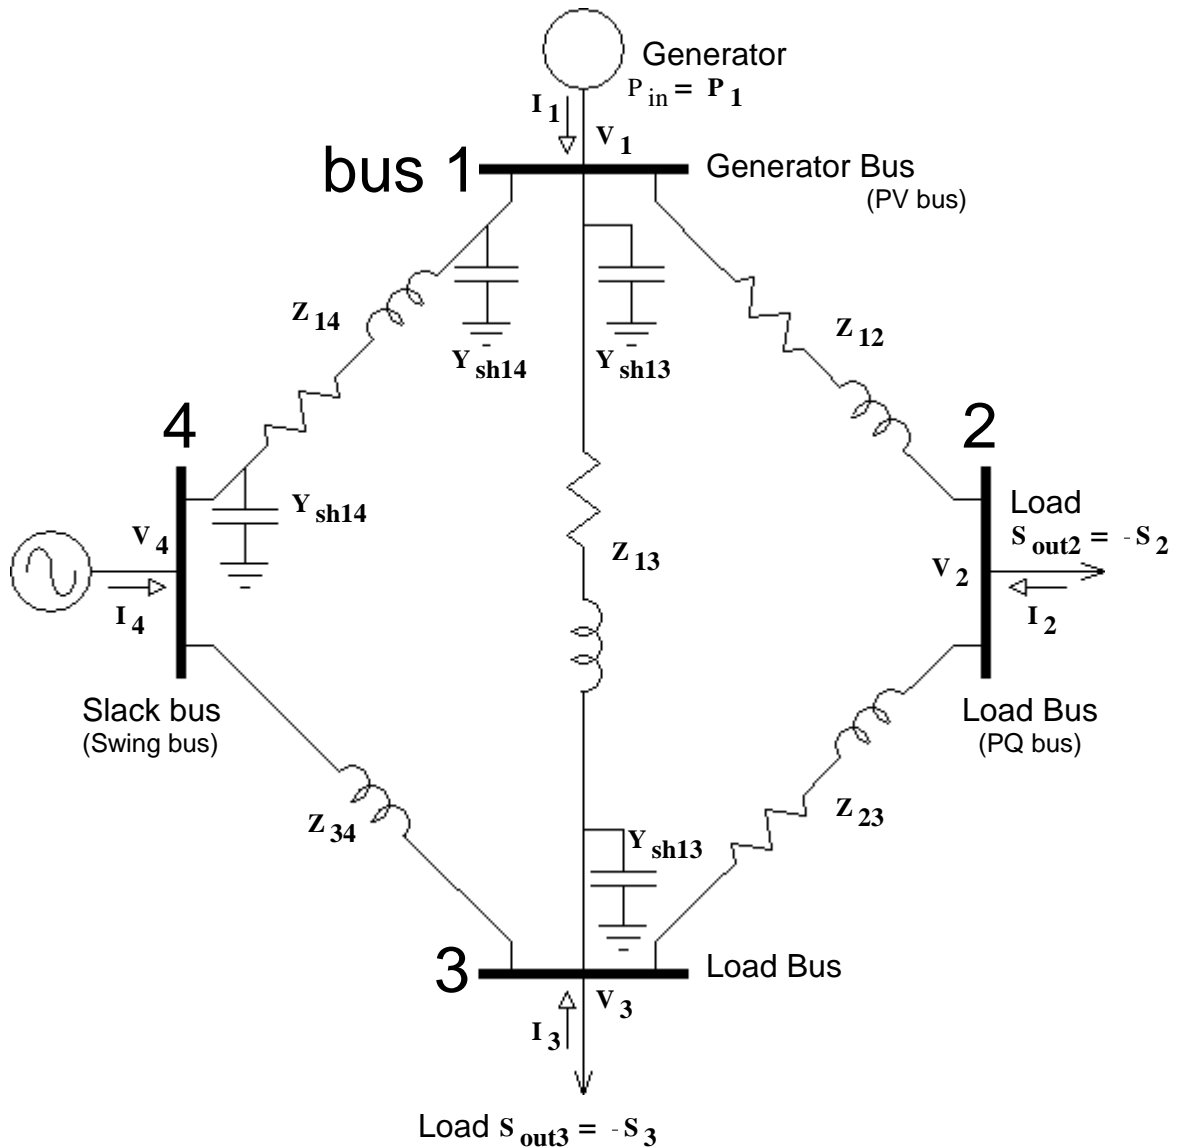 Generator
P in = P 1
I 1
V 1
bus 1
Generator Bus
(PV bus)
Z 14
Y sh14
Y sh13
Z 12
4
2
Y sh14
Load
S out2 = -S 2
V 4
Z 13
V 2
I 4
I 2
Slack bus
(Swing bus)
Load Bus
(PQ bus)
Z 34
Z 23
Y sh13
3
Load Bus
V 3
I 3
Load S out3 = -S 3